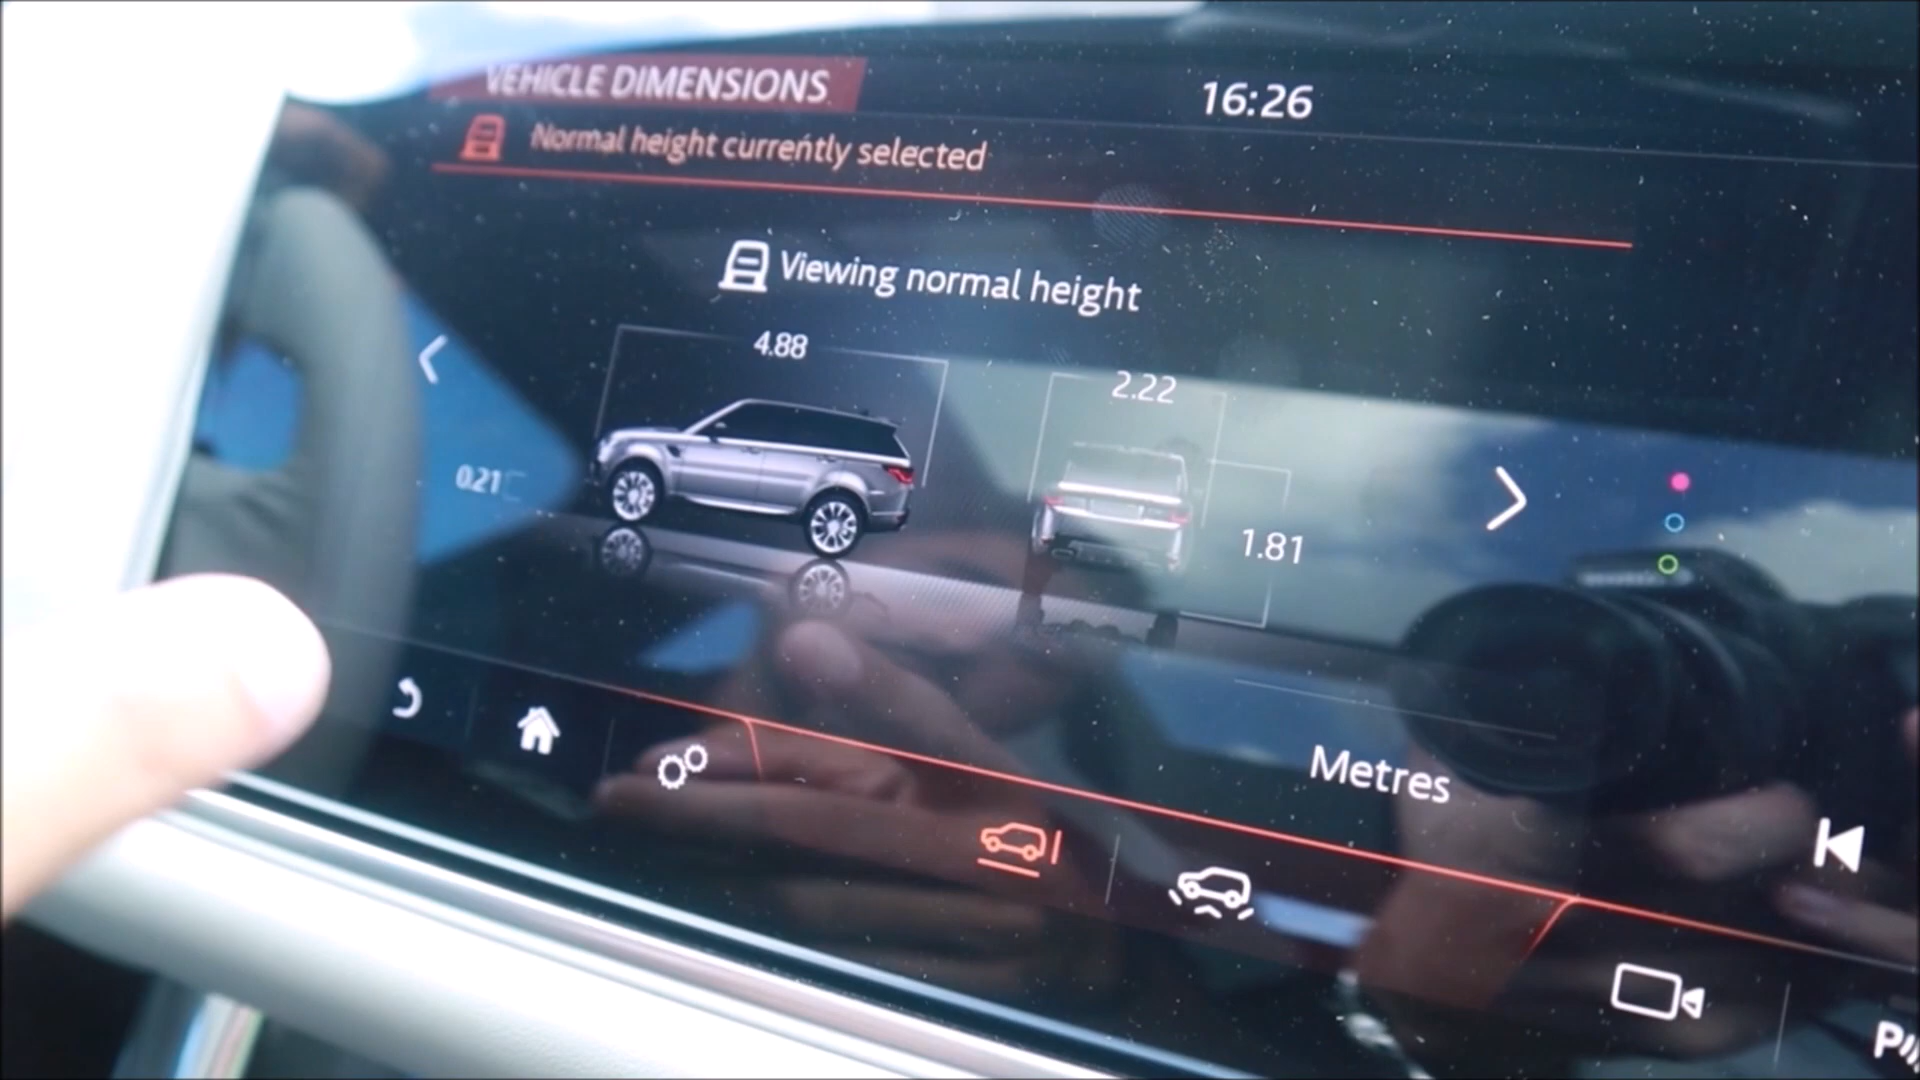 VEHICLE DIMENSIONS
16:26
Normal height currently selected
Viewing normal height
4.88
2.22
0.21
1.81
Metres
P